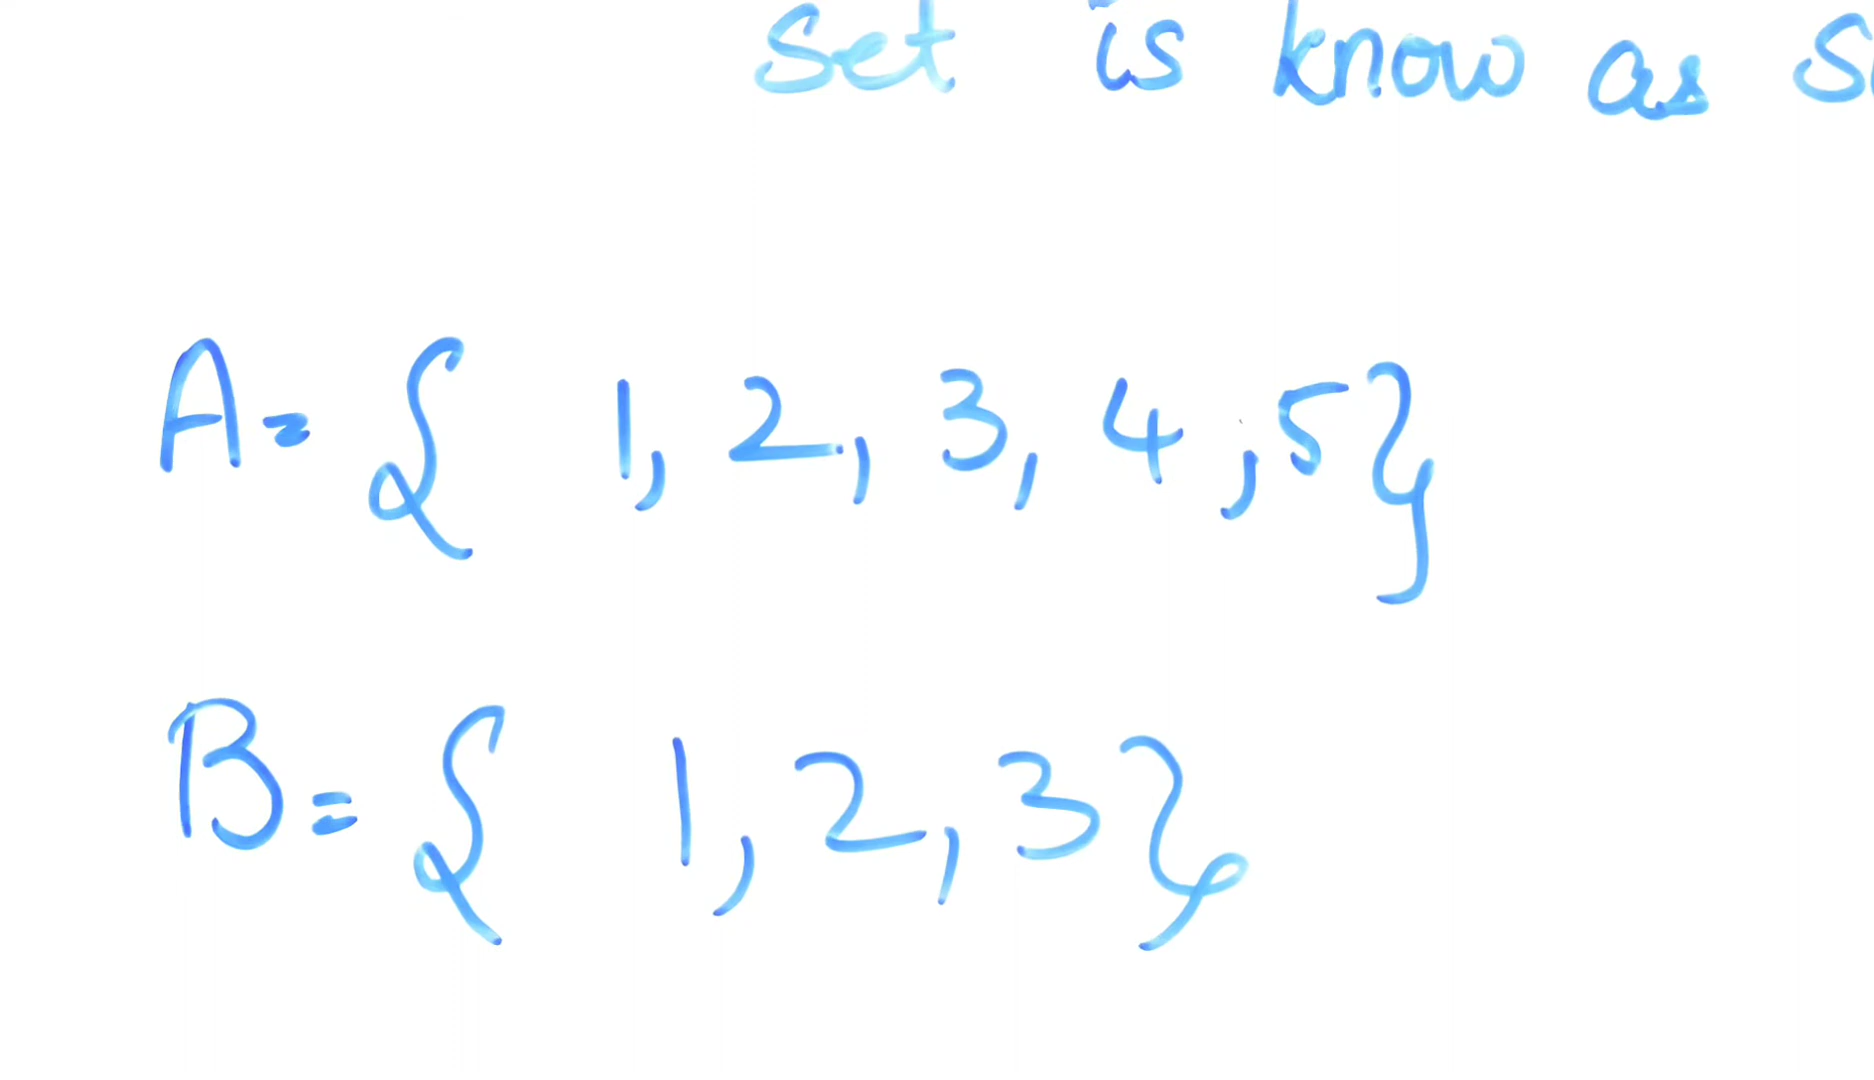 set is know as
A= { 1, 2, 3, 4, 5}
B= { 1, 2, 3}